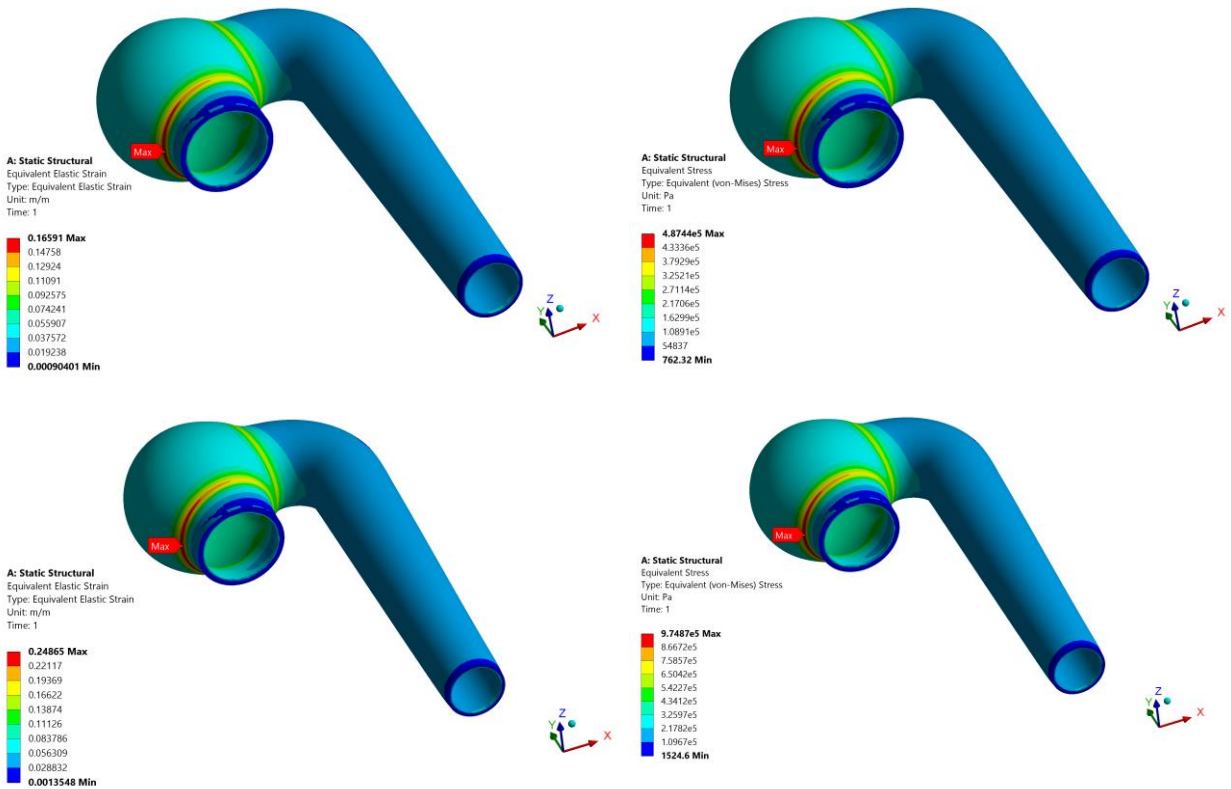 Max
A: Static Structural
Equivalent Elastic Strain
Type: Equivalent Elastic Strain
Unit: m/m
Time: 1
0.16591 Max
0.14758
0.12924
0.11091
0.092575
0.074241
0.055907
0.037572
0.019238
0.00090401 Min
Z
Y
X
Max
A: Static Structural
Equivalent Stress
Type: Equivalent (von-Mises) Stress
Unit: Pa
Time: 1
4.8744e5 Max
4.3336e5
3.7929e5
3.2521e5
2.7114e5
2.1706e5
1.6299e5
1.0891e5
54837
762.32 Min
Z
Y
X
Max
A: Static Structural
Equivalent Elastic Strain
Type: Equivalent Elastic Strain
Unit: m/m
Time: 1
0.24865 Max
0.22117
0.19369
0.16622
0.13874
0.11126
0.083786
0.056309
0.028832
0.0013548 Min
Z
Y
X
Max
A: Static Structural
Equivalent Stress
Type: Equivalent (von-Mises) Stress
Unit: Pa
Time: 1
9.7487e5 Max
8.6672e5
7.5857e5
6.5042e5
5.4227e5
4.3412e5
3.2597e5
2.1782e5
1.0967e5
1524.6 Min
Z
Y
X